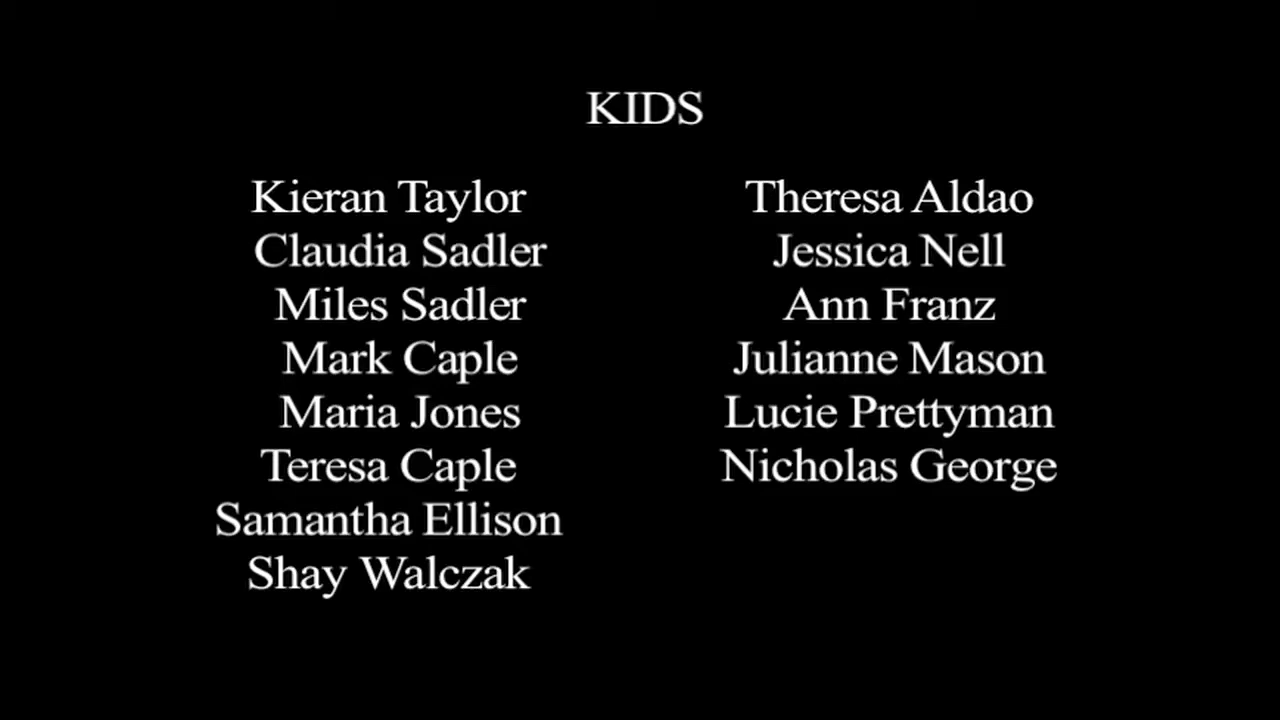 KIDS
Kieran Taylor
Claudia Sadler
Miles Sadler
Mark Caple
Maria Jones
Teresa Caple
Samantha Ellison
Shay Walczak
Theresa Aldao
Jessica Nell
Ann Franz
Julianne Mason
Lucie Prettyman
Nicholas George